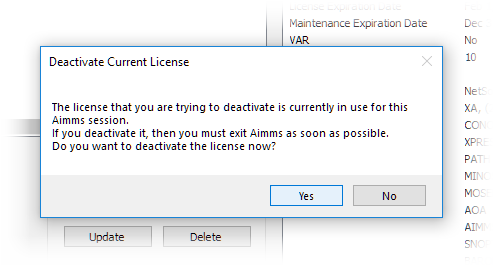 License Expiration Date
Maintenance Expiration Date
Dec
VAR
No
10
Deactivate Current License
The license that you are trying to deactivate is currently in use for this
Aimms session.
If you deactivate it, then you must exit Aimms as soon as possible.
Do you want to deactivate the license now?
Yes
No
Update
Delete
NetS
XA, (
CON
XPRE
PATH
MINO
MOSE
AOA
AIMM
SNO